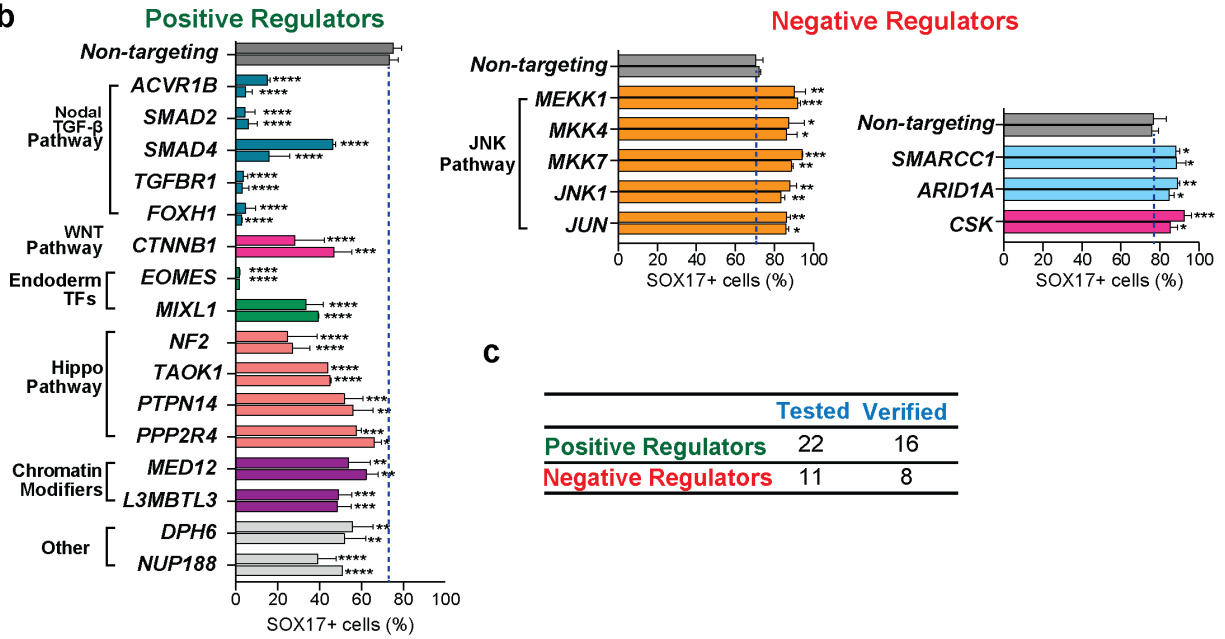 b
Positive Regulators
Non-targeting
Nodal
TGF-β
Pathway
ACVR1B
****
****
SMAD2
****
****
SMAD4
****
****
TGFBR1
****
****
FOXH1
****
****
WNT
Pathway
CTNNB1
****
***
Endoderm
TFs
EOMES
****
****
MIXL1
****
****
Hippo
Pathway
NF2
****
****
TAOK1
****
****
PTPN14
***
**
PPP2R4
***
*
Chromatin
Modifiers
MED12
**
**
L3MBTL3
***
***
Other
DPH6
**
**
NUP188
****
****
0 20 40 60 80 100
SOX17+ cells (%)
Negative Regulators
Non-targeting
JNK
Pathway
MEKK1
**
***
MKK4
*
*
MKK7
***
**
JNK1
**
**
JUN
**
*
0 20 40 60 80 100
SOX17+ cells (%)
Non-targeting
SMARCC1
*
*
ARID1A
**
*
CSK
***
*
0 20 40 60 80 100
SOX17+ cells (%)
c
Tested Verified
Positive Regulators 22 16
Negative Regulators 11 8